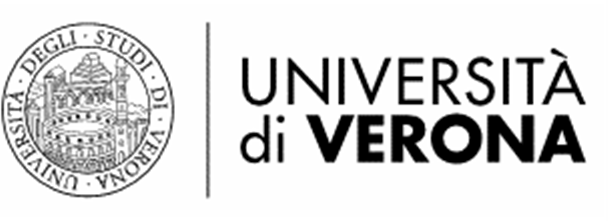 UNIVERSITÀ · DEGLI · STUDI · DI · VERONA ·
UNIVERSITÀ
di VERONA